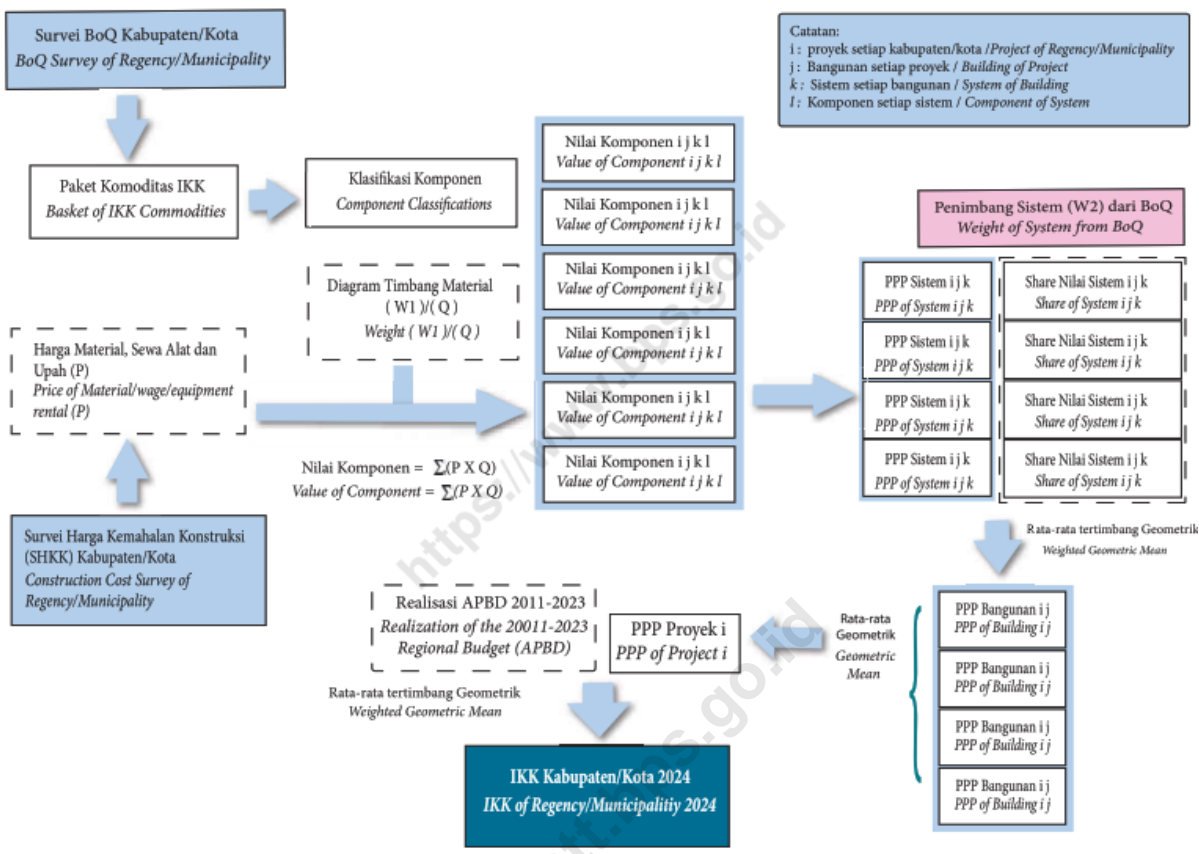 Survei BoQ Kabupaten/Kota
BoQ Survey of Regency/Municipality
Catatan:
i : proyek setiap kabupaten/kota /Project of Regency/Municipality
j : Bangunan setiap proyek / Building of Project
k : Sistem setiap bangunan / System of Building
l : Komponen setiap sistem / Component of System
Paket Komoditas IKK
Basket of IKK Commodities
Klasifikasi Komponen
Component Classifications
Diagram Timbang Material
( W1 )/( Q )
Weight ( W1 )/( Q )
Harga Material, Sewa Alat dan
Upah (P)
Price of Material/wage/equipment
rental (P)
Nilai Komponen = ∑(P X Q)
Value of Component = ∑(P X Q)
Survei Harga Kemahalan Konstruksi
(SHKK) Kabupaten/Kota
Construction Cost Survey of
Regency/Municipality
Nilai Komponen i j k l
Value of Component i j k l
Nilai Komponen i j k l
Value of Component i j k l
Nilai Komponen i j k l
Value of Component i j k l
Nilai Komponen i j k l
Value of Component i j k l
Nilai Komponen i j k l
Value of Component i j k l
Nilai Komponen i j k l
Value of Component i j k l
Penimbang Sistem (W2) dari BoQ
Weight of System from BoQ
PPP Sistem i j k
PPP of System i j k
PPP Sistem i j k
PPP of System i j k
PPP Sistem i j k
PPP of System i j k
PPP Sistem i j k
PPP of System i j k
Share Nilai Sistem i j k
Share of System i j k
Share Nilai Sistem i j k
Share of System i j k
Share Nilai Sistem i j k
Share of System i j k
Share Nilai Sistem i j k
Share of System i j k
Rata-rata tertimbang Geometrik
Weighted Geometric Mean
PPP Bangunan i j
PPP of Building i j
PPP Bangunan i j
PPP of Building i j
PPP Bangunan i j
PPP of Building i j
PPP Bangunan i j
PPP of Building i j
Rata-rata
Geometrik
Geometric
Mean
PPP Proyek i
PPP of Project i
Realisasi APBD 2011-2023
Realization of the 20011-2023
Regional Budget (APBD)
Rata-rata tertimbang Geometrik
Weighted Geometric Mean
IKK Kabupaten/Kota 2024
IKK of Regency/Municipalitiy 2024
https://www.bps.go.id
tt.bps.go.id